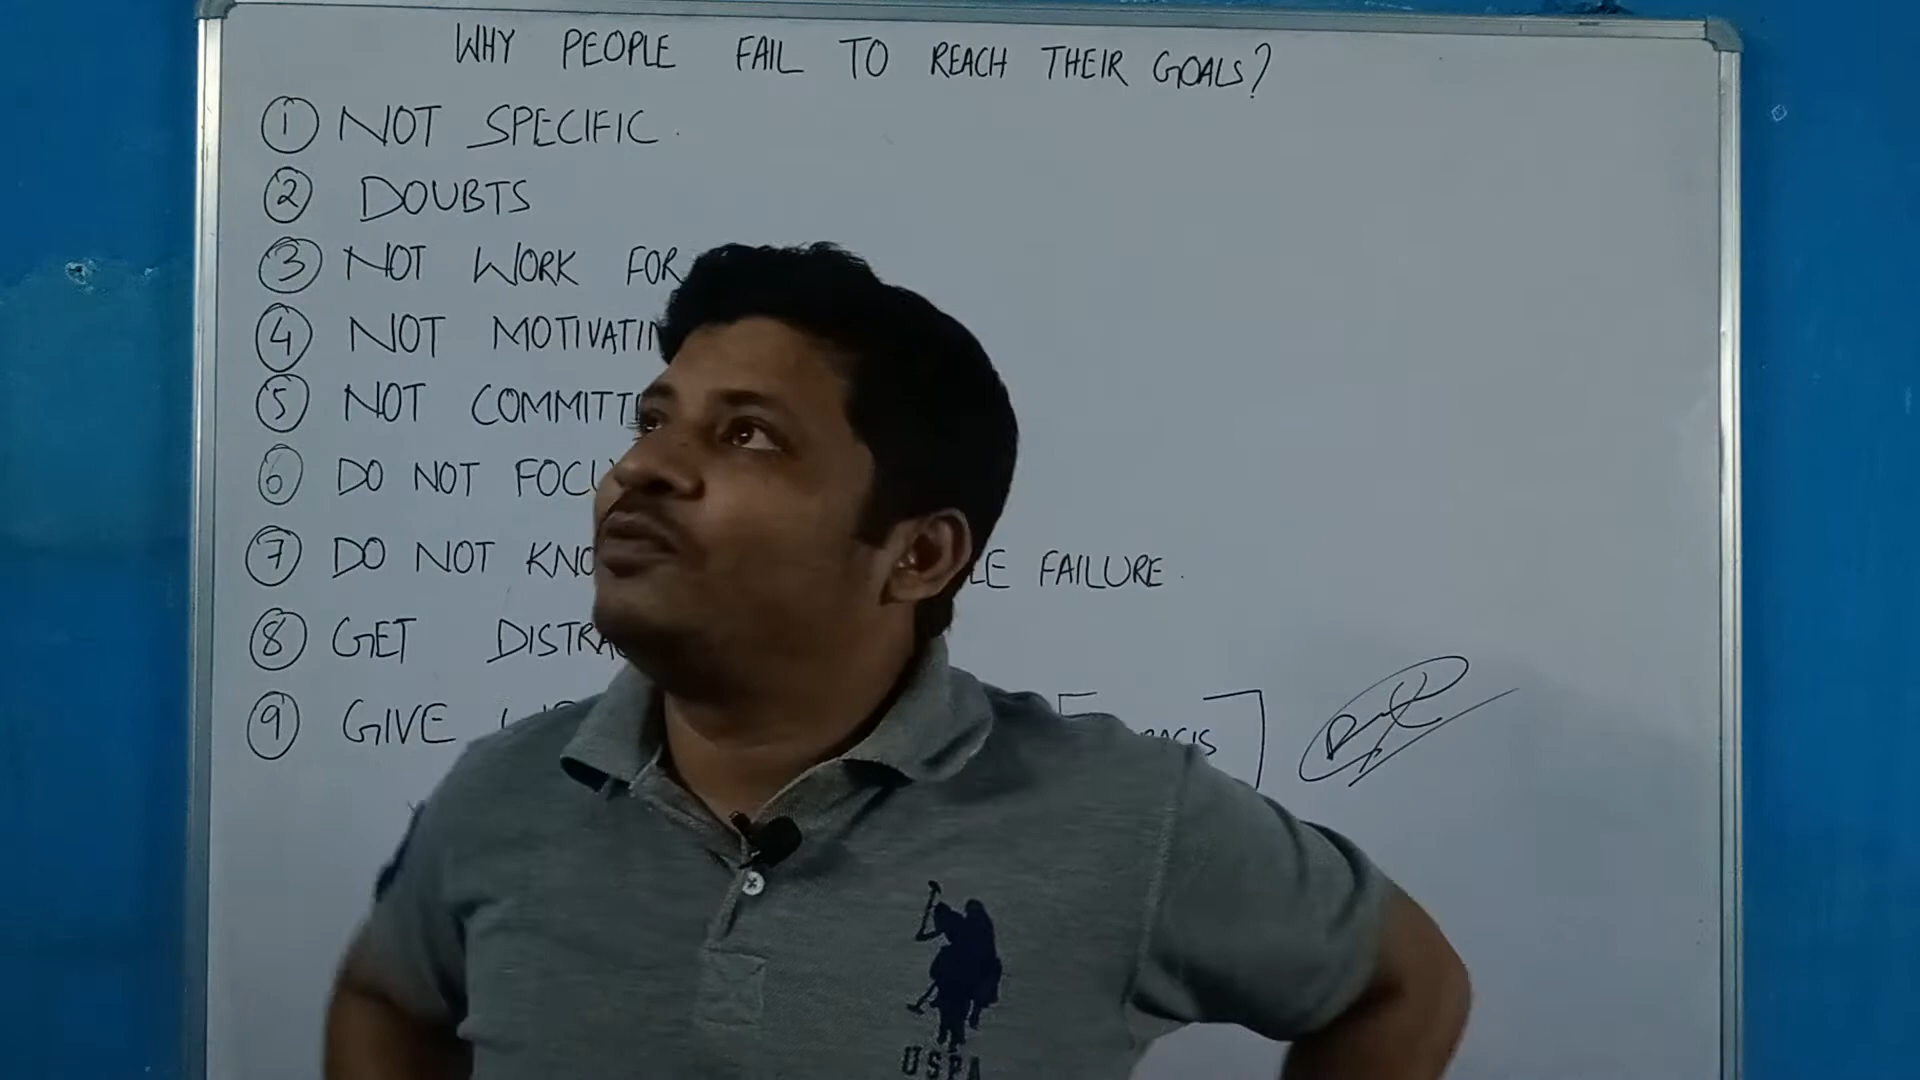 WHY PEOPLE FAIL TO REACH THEIR GOALS?
1 NOT SPECIFIC.
2 DOUBTS
3 NOT WORK FOR
4 NOT MOTIVATIN
5 NOT COMMITT
6 DO NOT FOCU
7 DO NOT KNO LE FAILURE.
8 GET DISTRA
9 GIVE
USPA